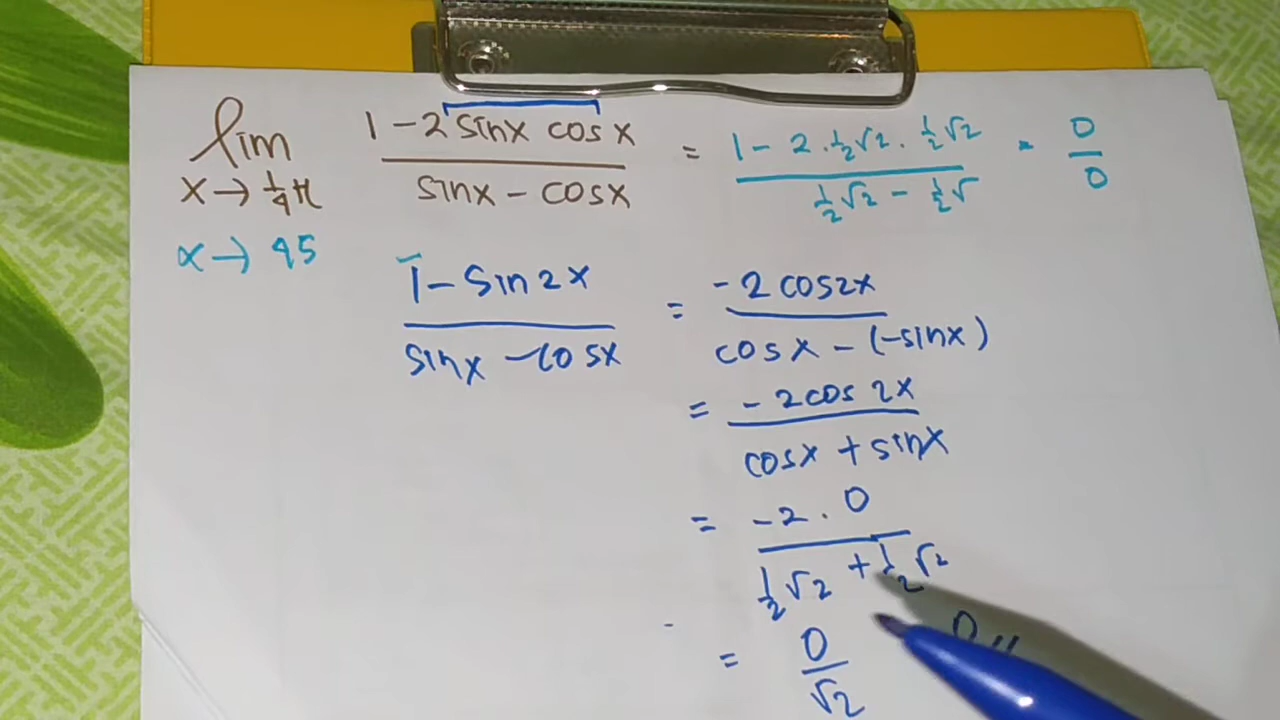 lim x→¼π (1 - 2 sinx cos x)/(sinx - cosx) = (1 - 2 . ½√2 . ½√2)/(½√2 - ½√) = 0/0
x → 45
(1 - sin 2x)/(sinx - cosx) = (-2 cos2x)/(cosx - (-sinx))
= (-2cos 2x)/(cosx + sinx)
= (-2 . 0)/(½√2 + ½√2)
= 0/√2 0 //